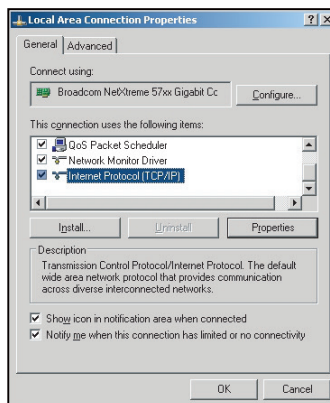 Local Area Connection Properties
General Advanced
Connect using:
Broadcom NetXtreme 57xx Gigabit Cc
Configure...
This connection uses the following items:
QoS Packet Scheduler
Network Monitor Driver
Internet Protocol (TCP/IP)
Install... Uninstall Properties
Description
Transmission Control Protocol/Internet Protocol. The default
wide area network protocol that provides communication
across diverse interconnected networks.
Show icon in notification area when connected
Notify me when this connection has limited or no connectivity
OK Cancel